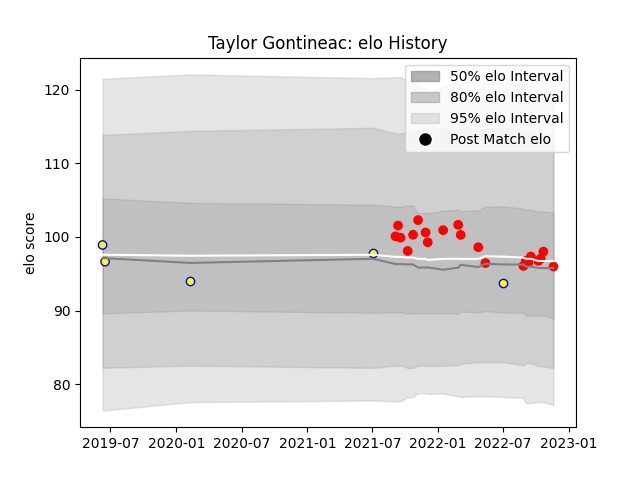 Taylor Gontineac: elo History
50% elo Interval
80% elo Interval
95% elo Interval
Post Match elo
elo score
120
110
100
90
80
2019-07 2020-01 2020-07 2021-01 2021-07 2022-01 2022-07 2023-01